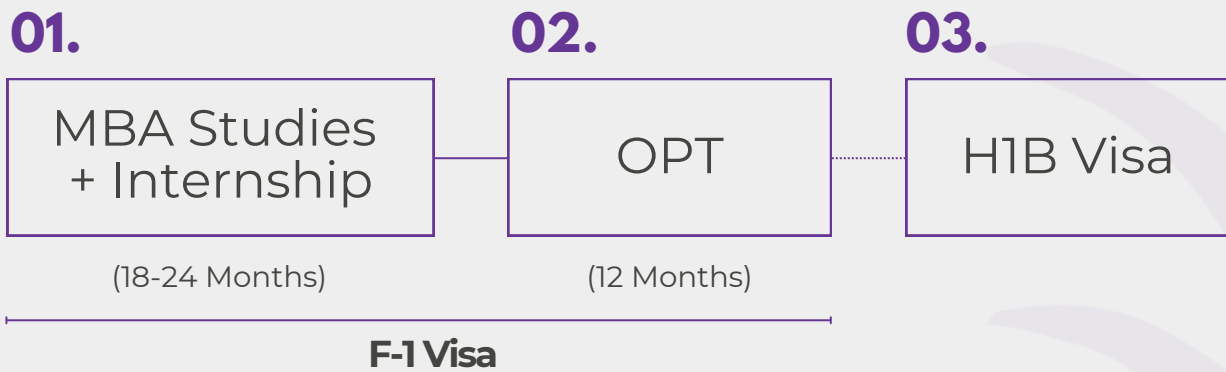 01.
MBA Studies
+ Internship
(18-24 Months)
02.
OPT
(12 Months)
03.
H1B Visa
F-1 Visa